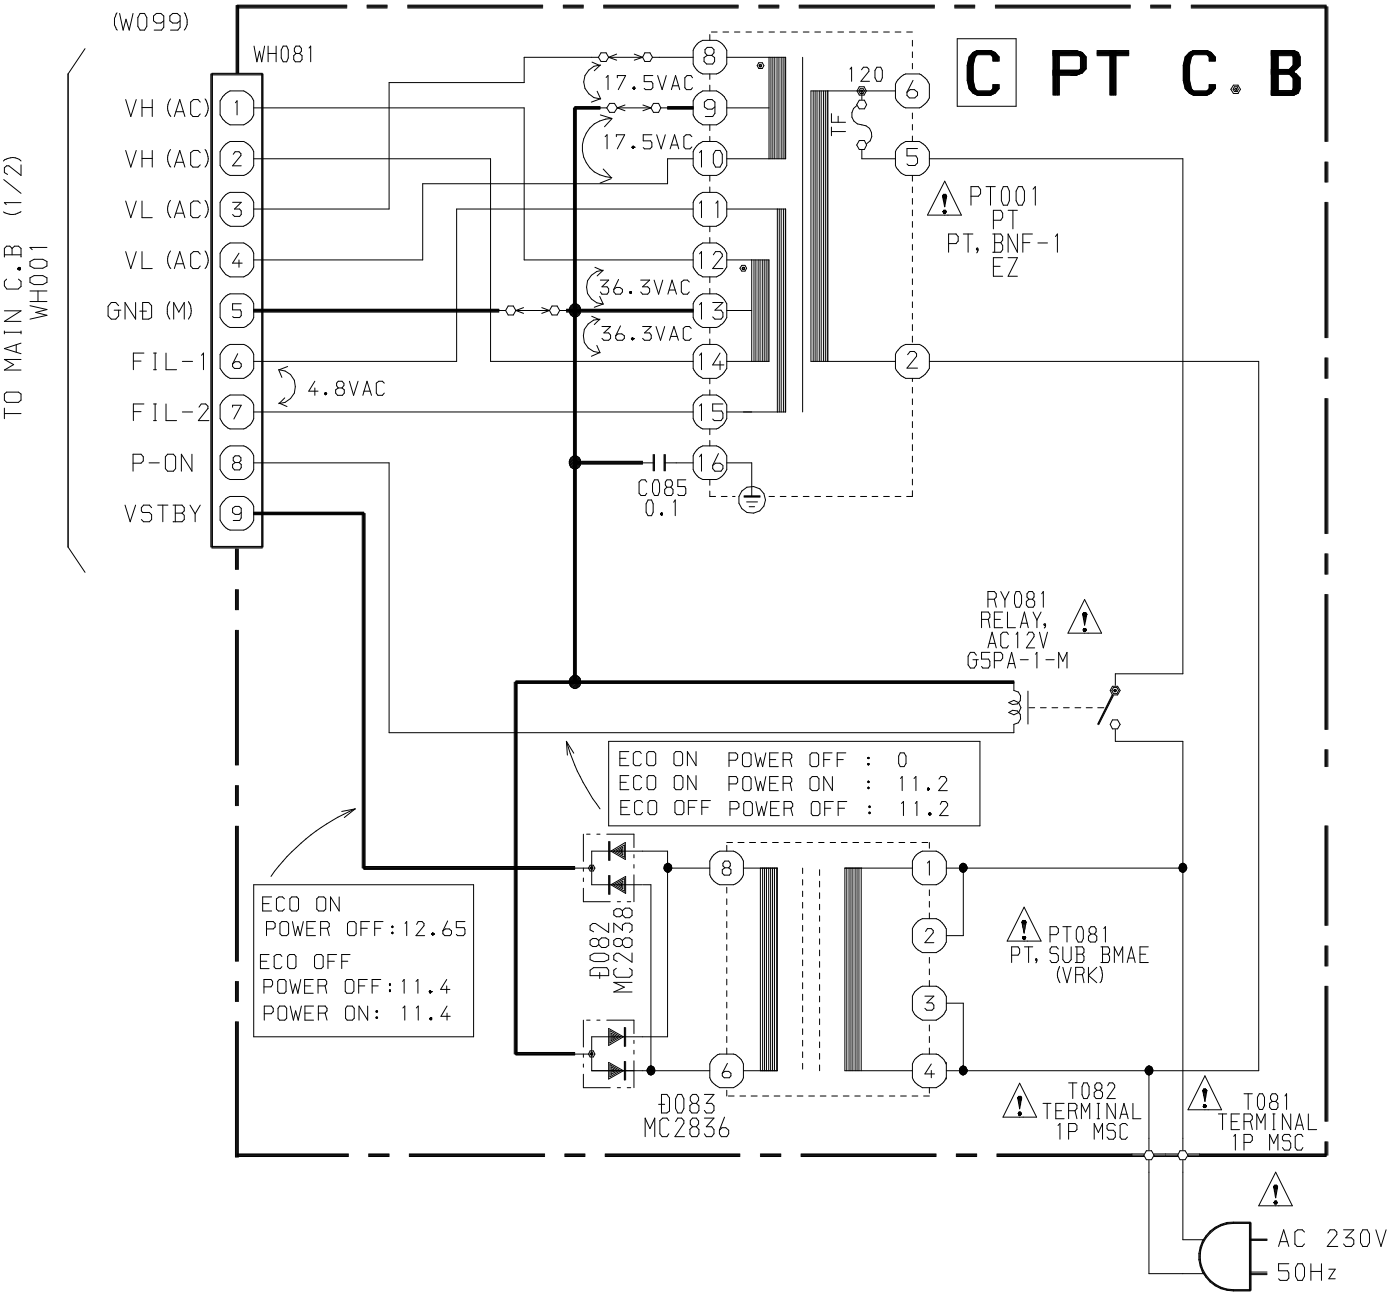 (W099)
WH081
C PT C.B
TO MAIN C.B (1/2)
WH001
VH (AC) 1
VH (AC) 2
VL (AC) 3
VL (AC) 4
GND (M) 5
FIL-1 6
FIL-2 7
P-ON 8
VSTBY 9
4.8VAC
17.5VAC
17.5VAC
36.3VAC
36.3VAC
8
9
10
11
12
13
14
15
16
C085
0.1
120
TF
6
5
2
PT001
PT
PT, BNF-1
EZ
RY081
RELAY,
AC12V
G5PA-1-M
ECO ON POWER OFF : 0
ECO ON POWER ON : 11.2
ECO OFF POWER OFF : 11.2
ECO ON
POWER OFF:12.65
ECO OFF
POWER OFF:11.4
POWER ON: 11.4
D082
MC2838
D083
MC2836
8
6
1
2
3
4
PT081
PT, SUB BMAE
(VRK)
T082
TERMINAL
1P MSC
T081
TERMINAL
1P MSC
AC 230V
50Hz